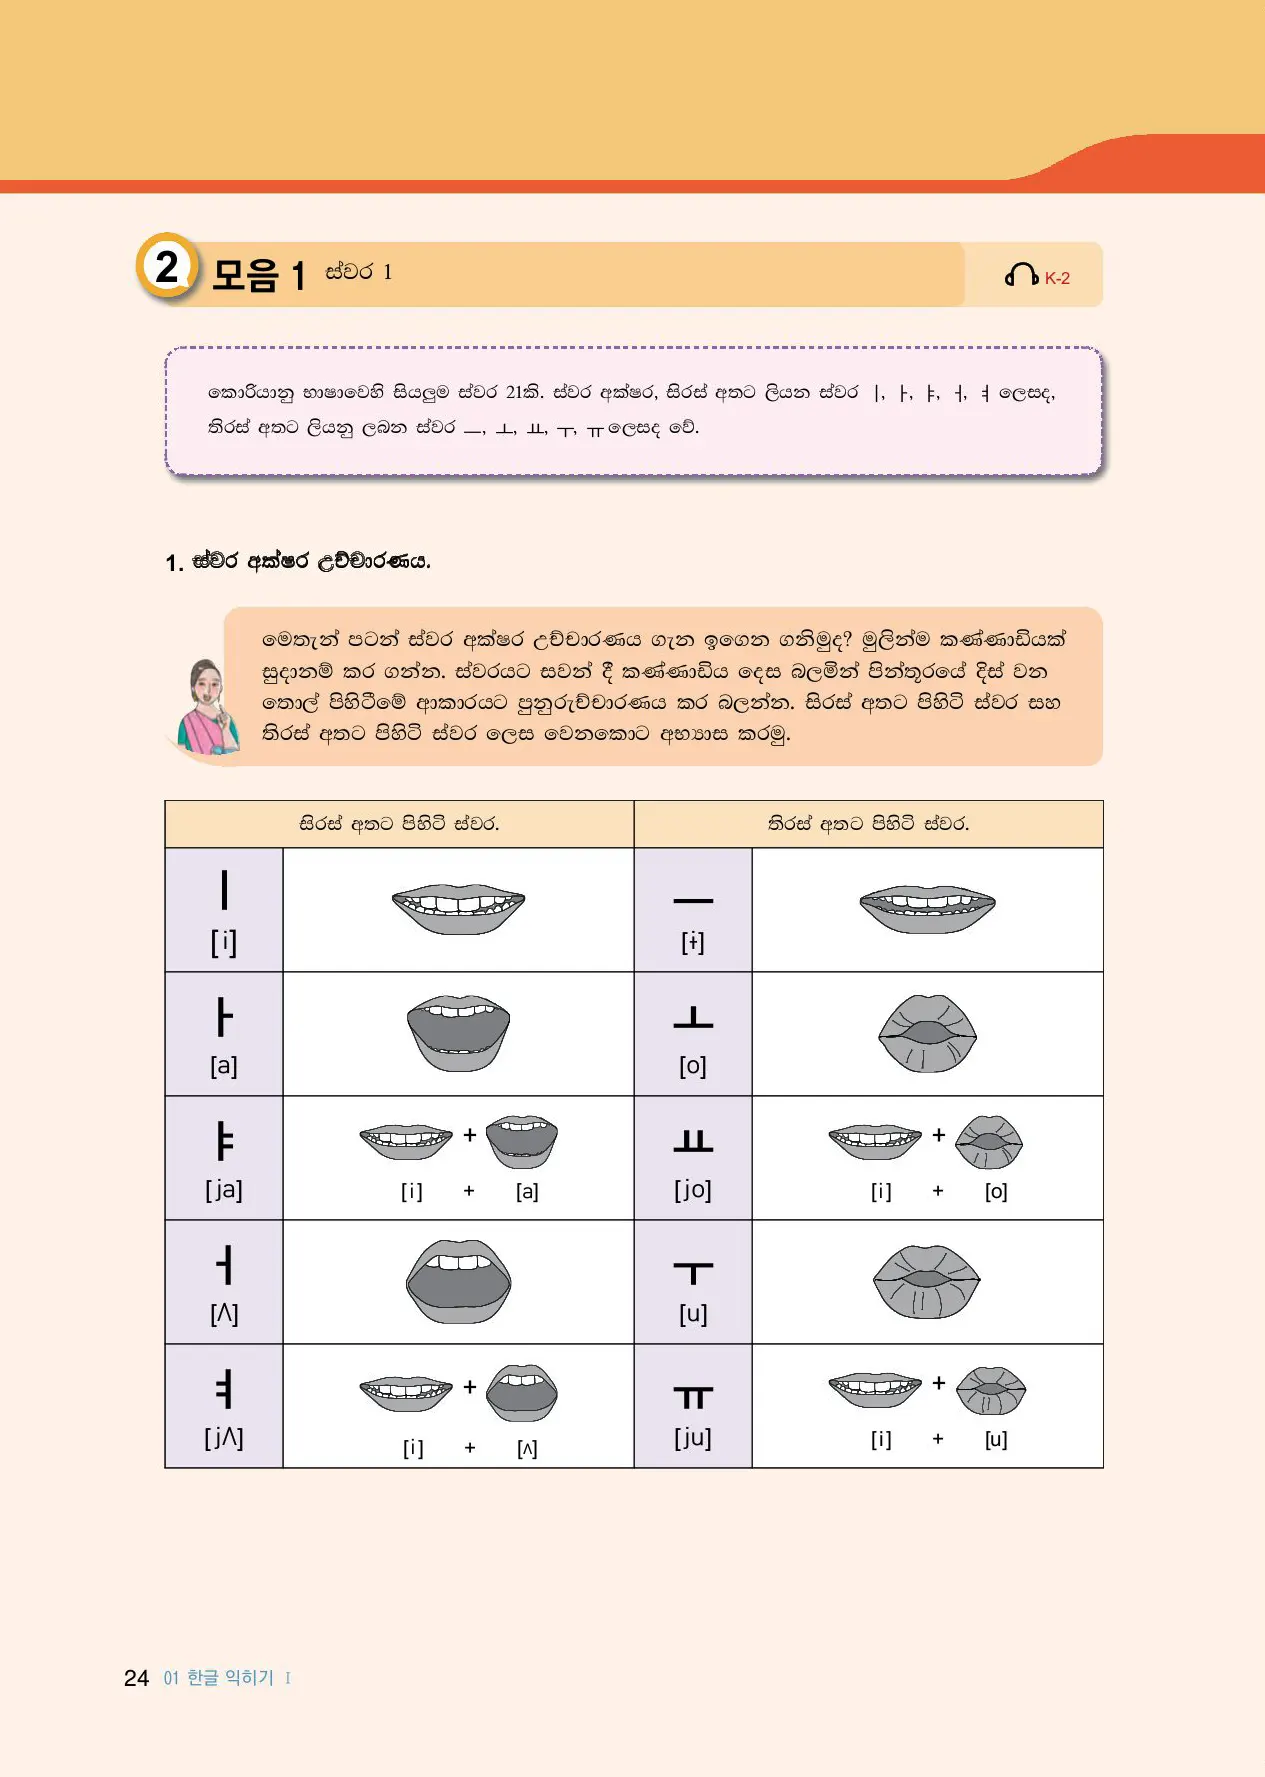 2 모음 1 ස්වර 1 K-2
කොරියානු භාෂාවෙහි සියලුම ස්වර 21කි. ස්වර අක්ෂර, සිරස් අතට ලියන ස්වර ㅣ, ㅏ, ㅑ, ㅓ, ㅕ ලෙසද,
තිරස් අතට ලියනු ලබන ස්වර ㅡ, ㅗ, ㅛ, ㅜ, ㅠ ලෙසද වේ.
1. ස්වර අක්ෂර උච්චාරණය.
මෙතැන් පටන් ස්වර අක්ෂර උච්චාරණය ගැන ඉගෙන ගනිමුද? මුලින්ම කණ්ණාඩියක්
සුදානම් කර ගන්න. ස්වරයට සවන් දී කණ්ණාඩිය දෙස බලමින් පින්තූරයේ දිස් වන
තොල් පිහිටීමේ ආකාරයට පුනුරුච්චාරණය කර බලන්න. සිරස් අතට පිහිටි ස්වර සහ
තිරස් අතට පිහිටි ස්වර ලෙස වෙනකොට අභ්‍යාස කරමු.
සිරස් අතට පිහිටි ස්වර. තිරස් අතට පිහිටි ස්වර.
ㅣ ㅡ
[i] [ɨ]
ㅏ ㅗ
[a] [o]
ㅑ + ㅛ +
[ja] [i] + [a] [jo] [i] + [o]
ㅓ ㅜ
[ʌ] [u]
ㅕ + ㅠ +
[jʌ] [i] + [ʌ] [ju] [i] + [u]
24 01 한글 익히기 Ⅰ